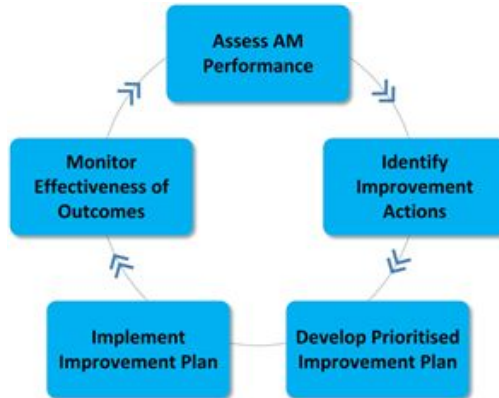 Assess AM
Performance
Identify
Improvement
Actions
Develop Prioritised
Improvement Plan
Implement
Improvement Plan
Monitor
Effectiveness of
Outcomes